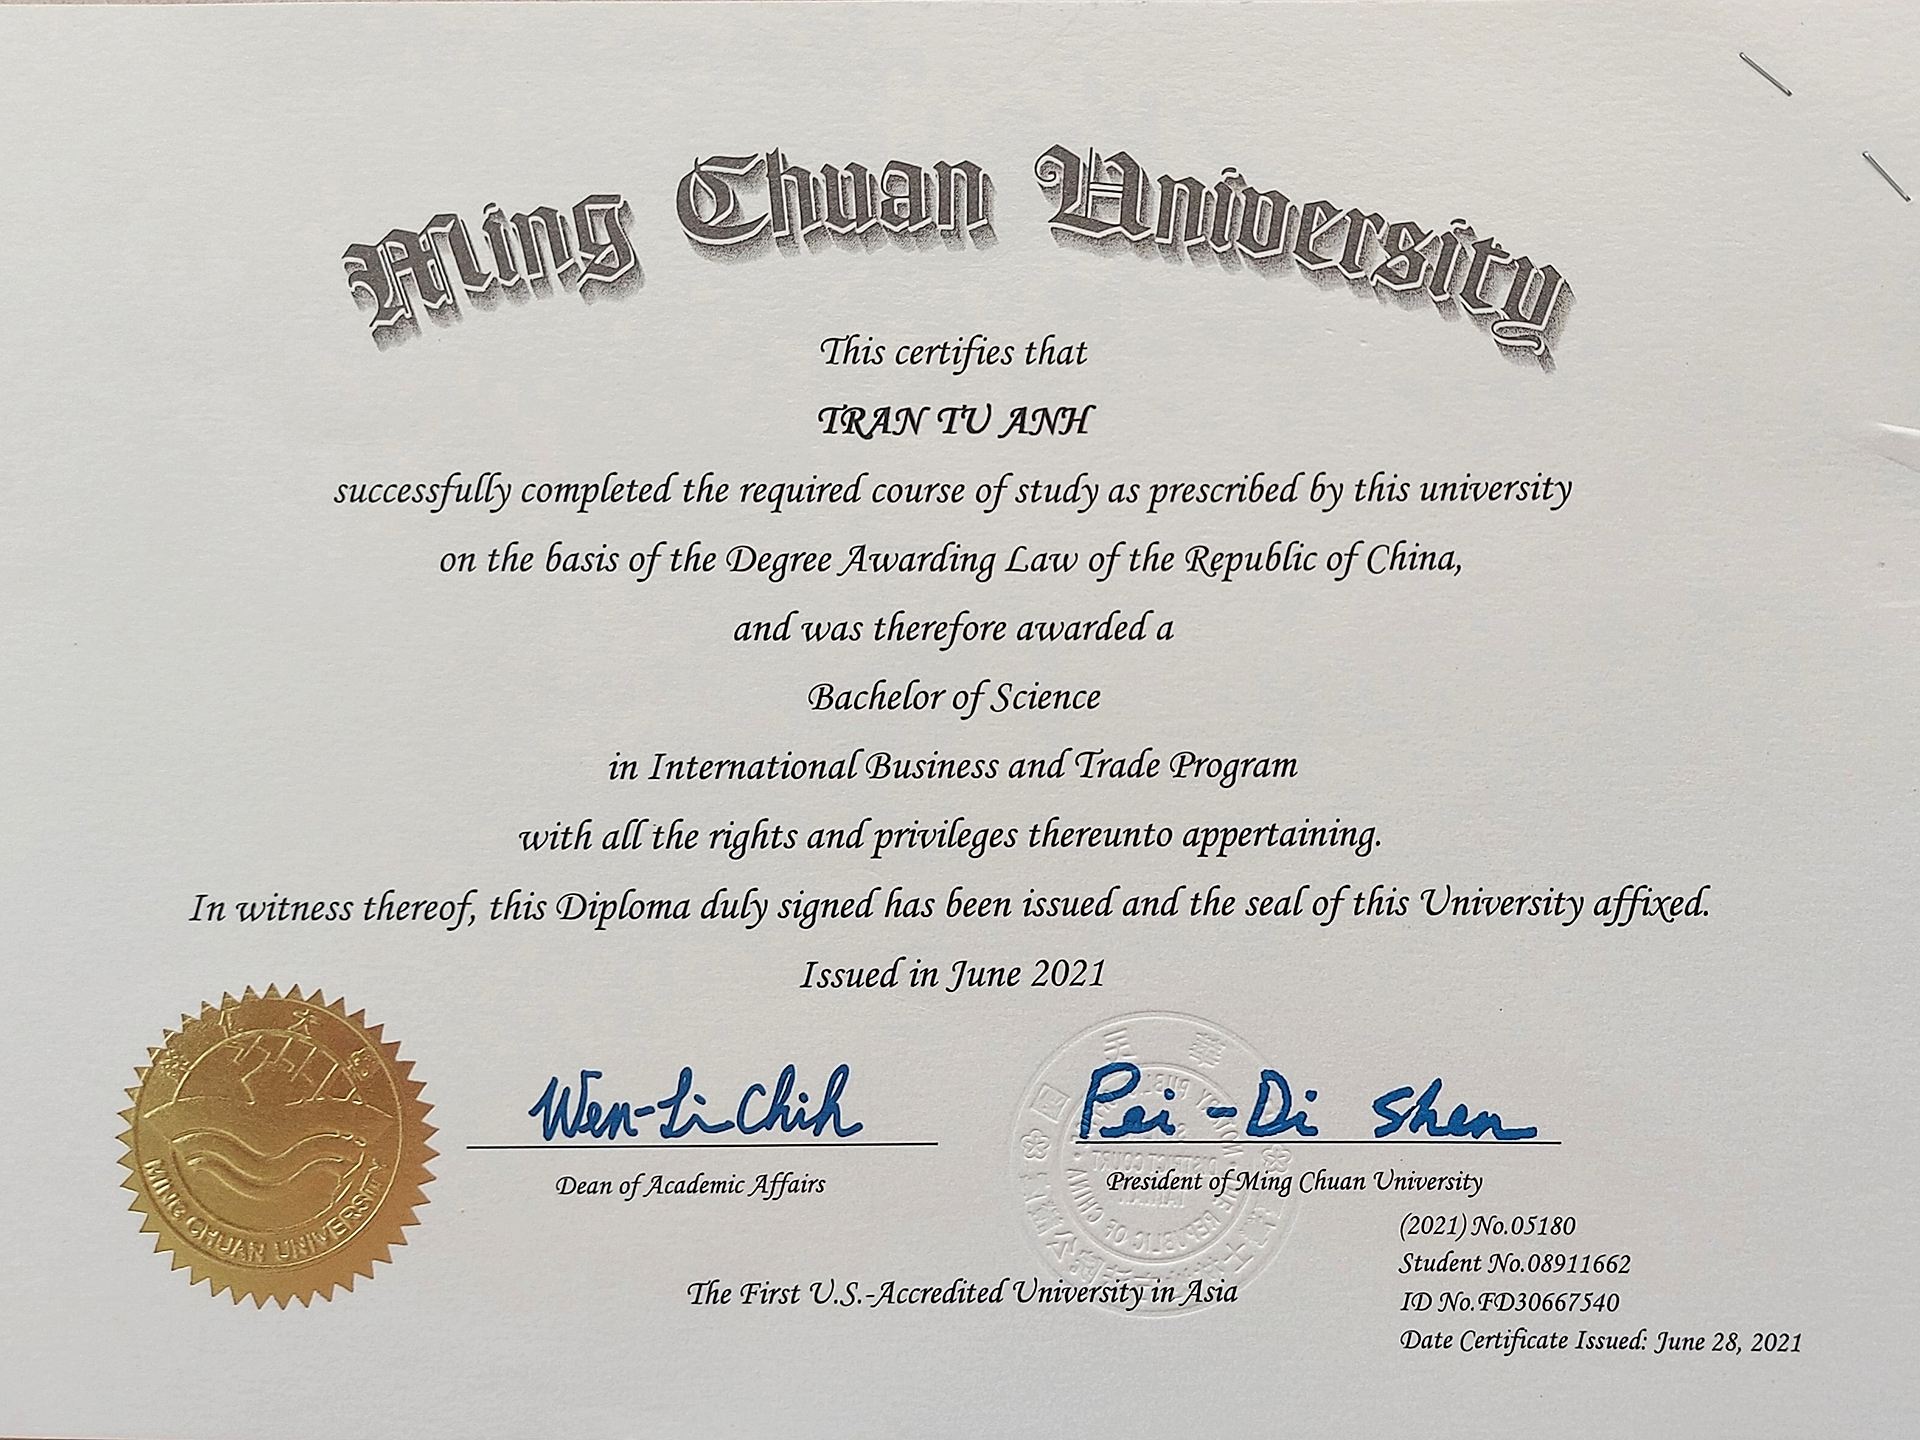 Ming Chuan University
This certifies that
TRAN TU ANH
successfully completed the required course of study as prescribed by this university
on the basis of the Degree Awarding Law of the Republic of China,
and was therefore awarded a
Bachelor of Science
in International Business and Trade Program
with all the rights and privileges thereunto appertaining.
In witness thereof, this Diploma duly signed has been issued and the seal of this University affixed.
Issued in June 2021
Wen-Li Chih
Pei-Di Shen
Dean of Academic Affairs
President of Ming Chuan University
MING CHUAN UNIVERSITY
(2021) No.05180
Student No.08911662
ID No.FD30667540
Date Certificate Issued: June 28, 2021
The First U.S.-Accredited University in Asia